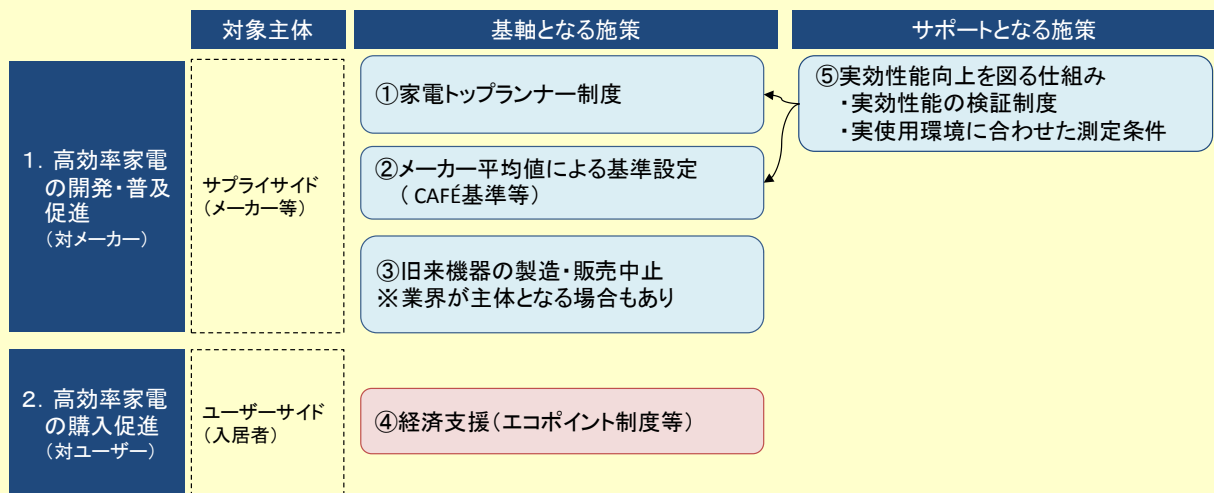 対象主体
基軸となる施策
サポートとなる施策
1．高効率家電
の開発・普及
促進
（対メーカー）
サプライサイド
（メーカー等）
①家電トップランナー制度
②メーカー平均値による基準設定
（ CAFÉ基準等）
③旧来機器の製造・販売中止
※業界が主体となる場合もあり
⑤実効性能向上を図る仕組み
・実効性能の検証制度
・実使用環境に合わせた測定条件
2．高効率家電
の購入促進
（対ユーザー）
ユーザーサイド
（入居者）
④経済支援（エコポイント制度等）